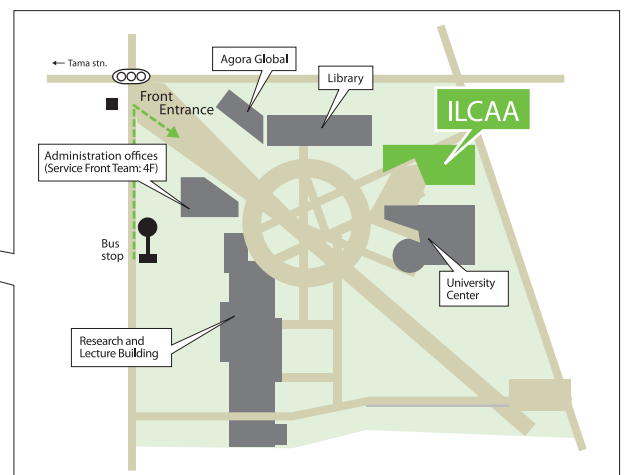 ← Tama stn.
Agora Global
Library
ILCAA
Front
Entrance
Administration offices
(Service Front Team: 4F)
Bus
stop
University
Center
Research and
Lecture Building